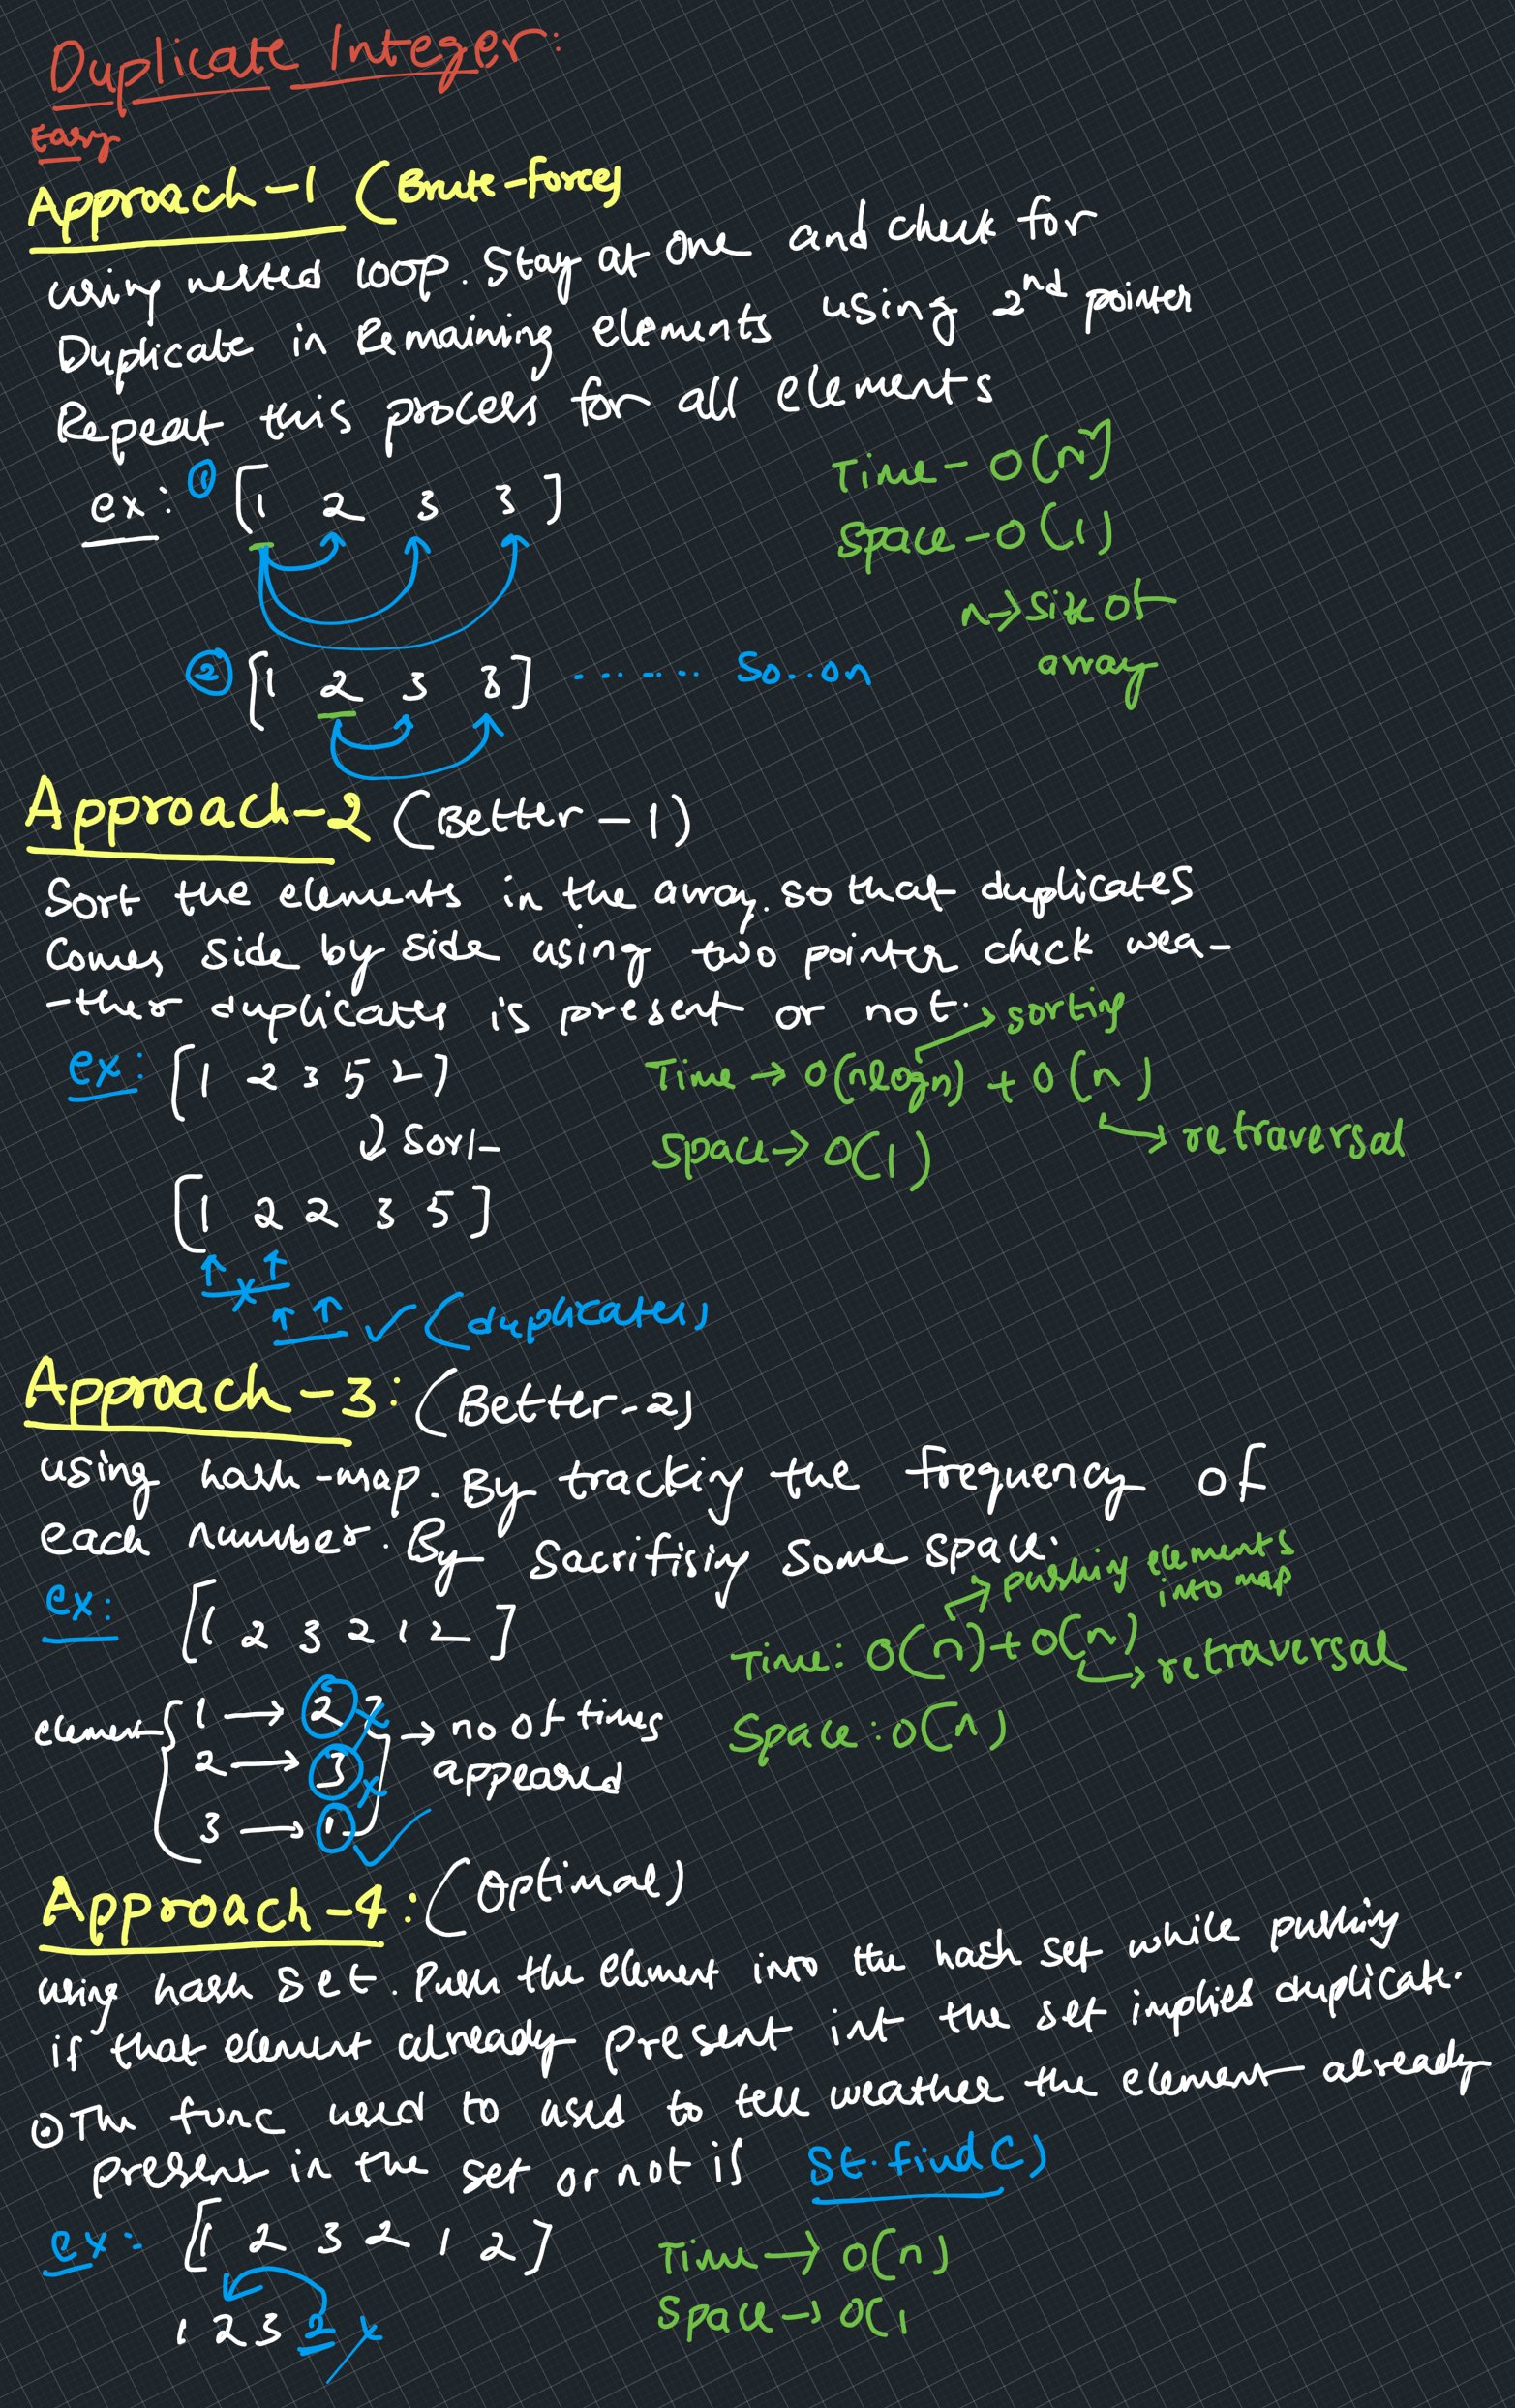 Duplicate Integer:
Easy
Approach-1 (Brute-force)
using nested loop. Stay at one and check for
Duplicate in Remaining elements using 2nd pointer
Repeat this process for all elements
ex: ① [1 2 3 3]
Time - O(n²)
Space - O(1)
n→size of
array
② [1 2 3 3] ....... So..on
Approach-2 (Better-1)
Sort the elements in the array. so that duplicates
Comes side by side using two pointer check wea-
-ther duplicates is present or not.
→ sorting
ex: [1 2 3 5 2]
Time → O(nlogn) + O(n)
→ retraversal
↓ Sort
Space → O(1)
[1 2 2 3 5]
↑ x ↑
↑ ↑ ✓ (duplicates)
Approach-3: (Better-2)
using hash-map. By tracking the frequency of
each number. By Sacrifising some space.
→ pushing elements
into map
ex: [1 2 3 2 1 2]
Time: O(n)+O(n)
→ retraversal
Space: O(n)
element { 1 → 2 x } → no of times
2 → 3 x appeared
3 → 1 ✓
Approach-4: (Optimal)
using hash set. Push the element into the hash set while pushing
if that element already present int the set implies duplicate.
⊙ The func used to used to tell weather the element already
present in the set or not is st.find()
ex: [1 2 3 2 1 2]
Time → O(n)
Space → O(1
1 2 3 2 x